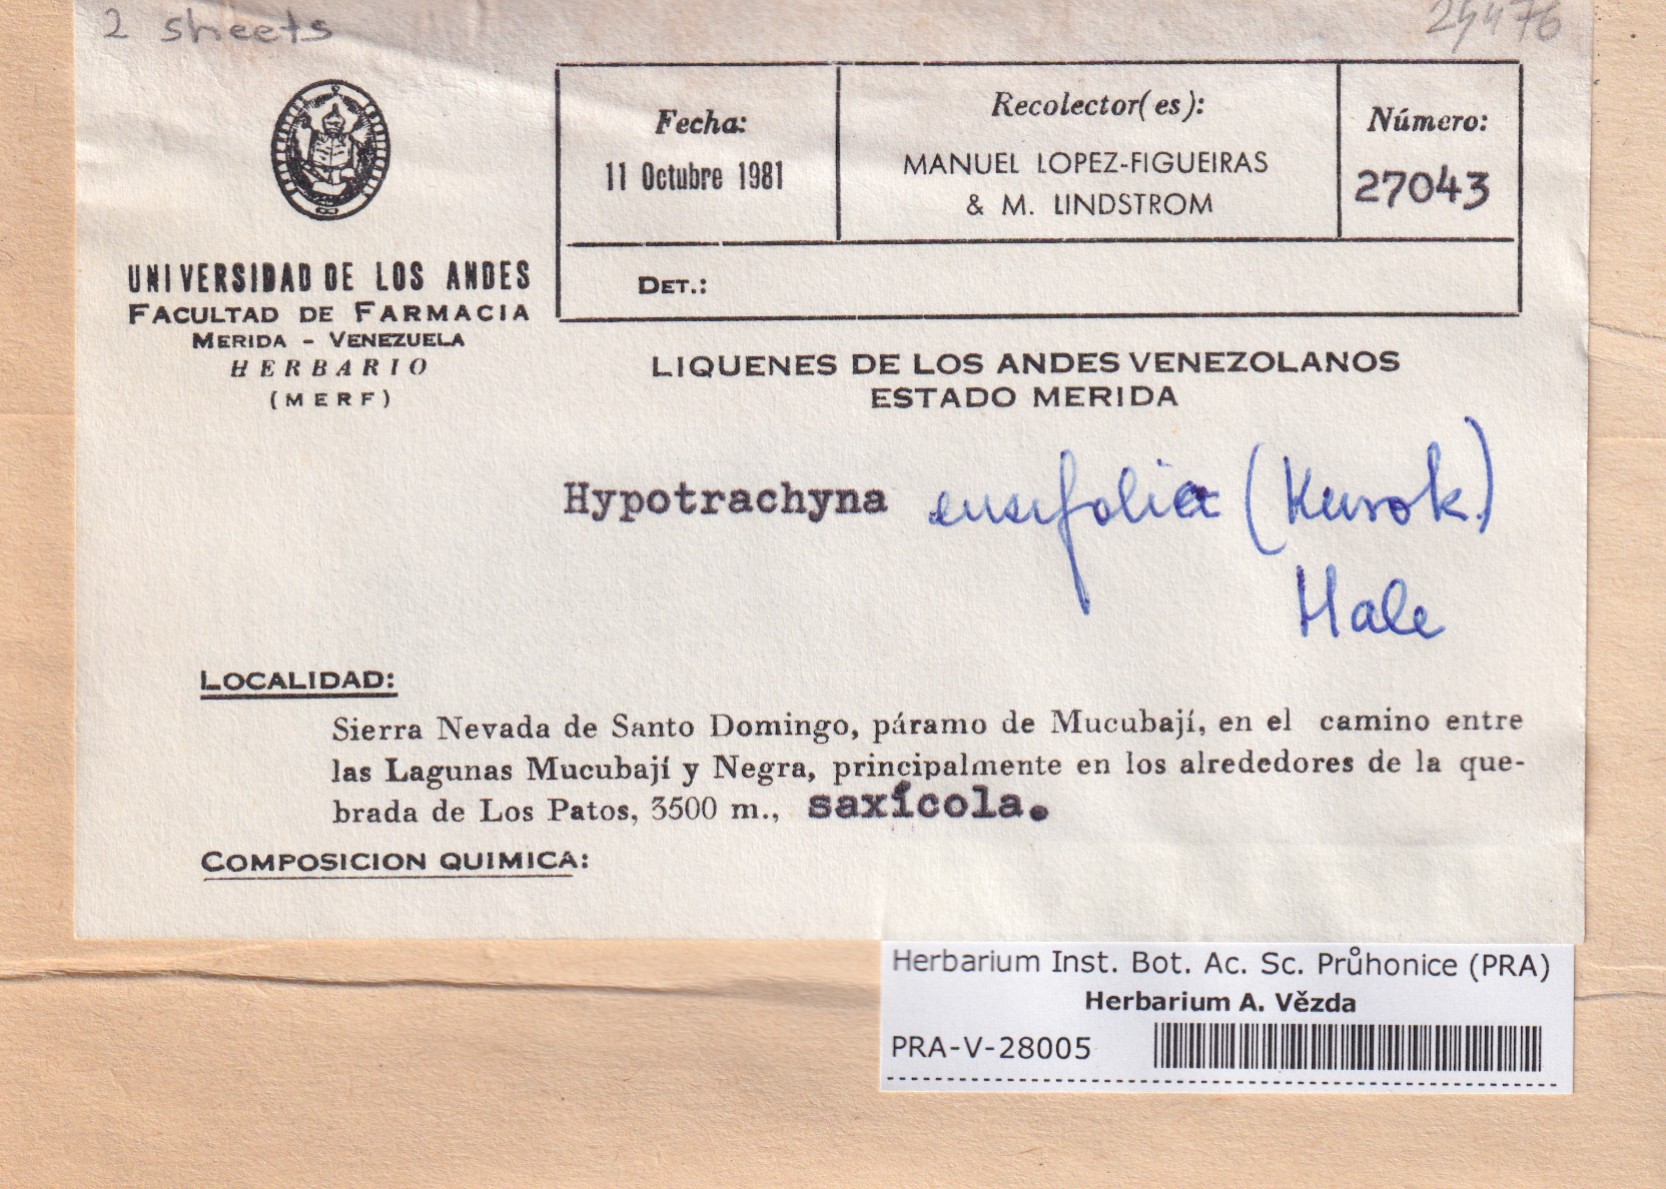 2 sheets
24476
Fecha:
11 Octubre 1981
Recolector(es):
MANUEL LOPEZ-FIGUEIRAS
& M. LINDSTROM
Número:
27043
DET.:
UNIVERSIDAD DE LOS ANDES
FACULTAD DE FARMACIA
MERIDA - VENEZUELA
HERBARIO
(MERF)
LIQUENES DE LOS ANDES VENEZOLANOS
ESTADO MERIDA
Hypotrachyna ensifolia (Kurok.)
Hale
LOCALIDAD:
Sierra Nevada de Santo Domingo, páramo de Mucubají, en el camino entre
las Lagunas Mucubají y Negra, principalmente en los alrededores de la que-
brada de Los Patos, 3500 m., saxícola.
COMPOSICION QUIMICA:
Herbarium Inst. Bot. Ac. Sc. Průhonice (PRA)
Herbarium A. Vězda
PRA-V-28005